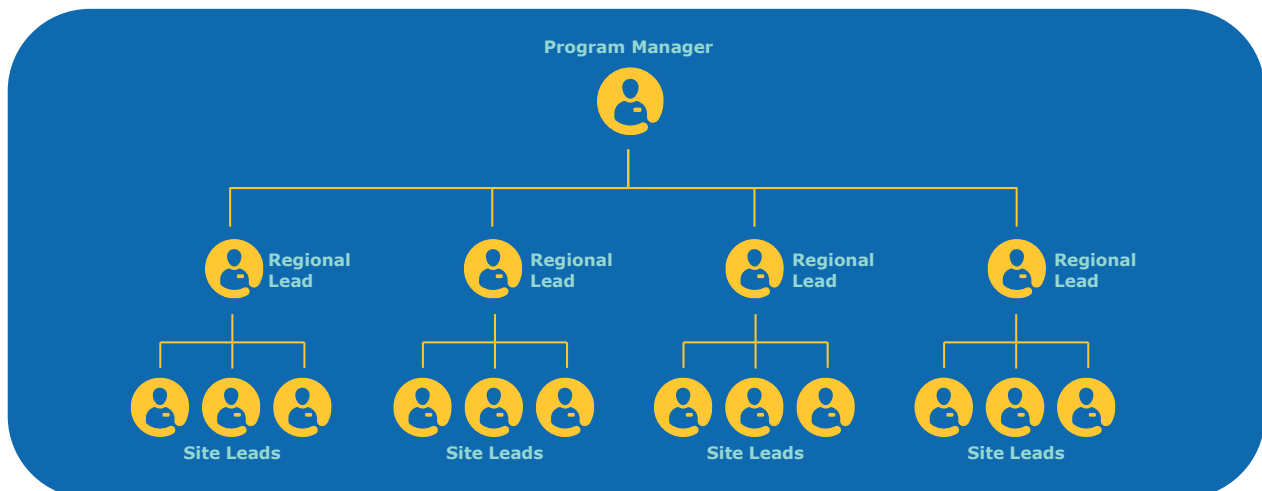 Program Manager
Regional
Lead
Regional
Lead
Regional
Lead
Regional
Lead
Site Leads
Site Leads
Site Leads
Site Leads